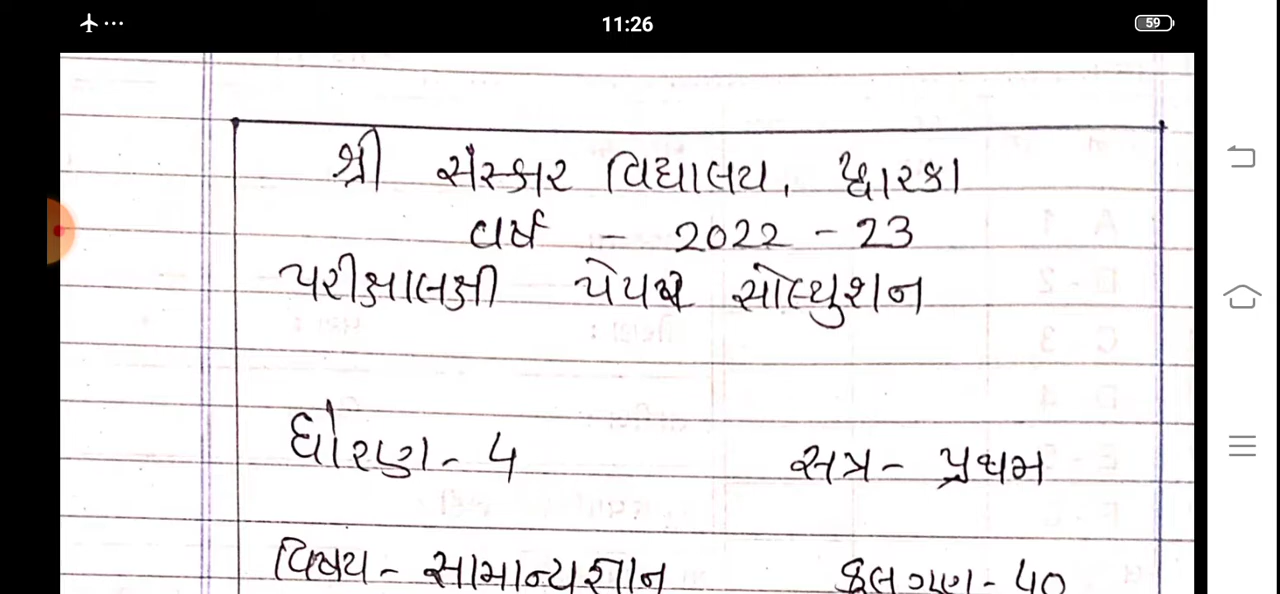 11:26
59
શ્રી સંસ્કાર વિદ્યાલય, દ્વારકા
વર્ષ - 2022 - 23
પરીક્ષાલક્ષી પેપર સોલ્યુશન
ધોરણ - 4 સત્ર - પ્રથમ
વિષય - સામાન્યજ્ઞાન કુલગુણ - 40